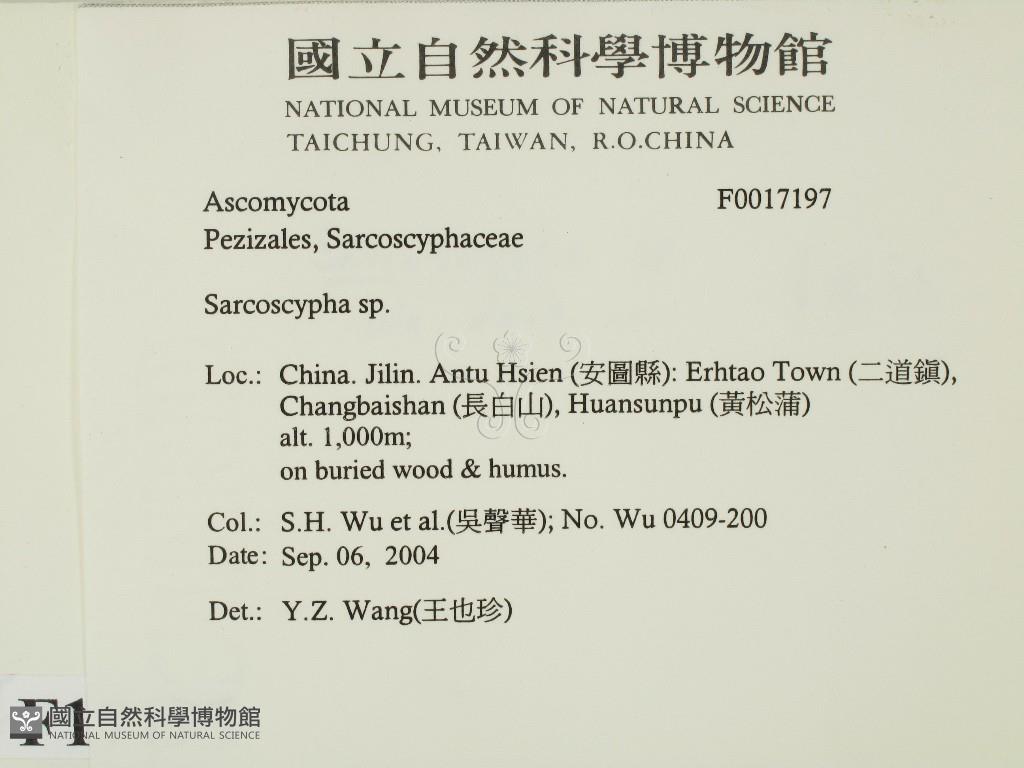 國立自然科學博物館
NATIONAL MUSEUM OF NATURAL SCIENCE
TAICHUNG, TAIWAN, R.O.CHINA
Ascomycota F0017197
Pezizales, Sarcoscyphaceae
Sarcoscypha sp.
Loc.: China. Jilin. Antu Hsien (安圖縣): Erhtao Town (二道鎭),
Changbaishan (長白山), Huansunpu (黃松蒲)
alt. 1,000m;
on buried wood & humus.
Col.: S.H. Wu et al.(吳聲華); No. Wu 0409-200
Date: Sep. 06, 2004
Det.: Y.Z. Wang(王也珍)
F1
國立自然科學博物館
NATIONAL MUSEUM OF NATURAL SCIENCE